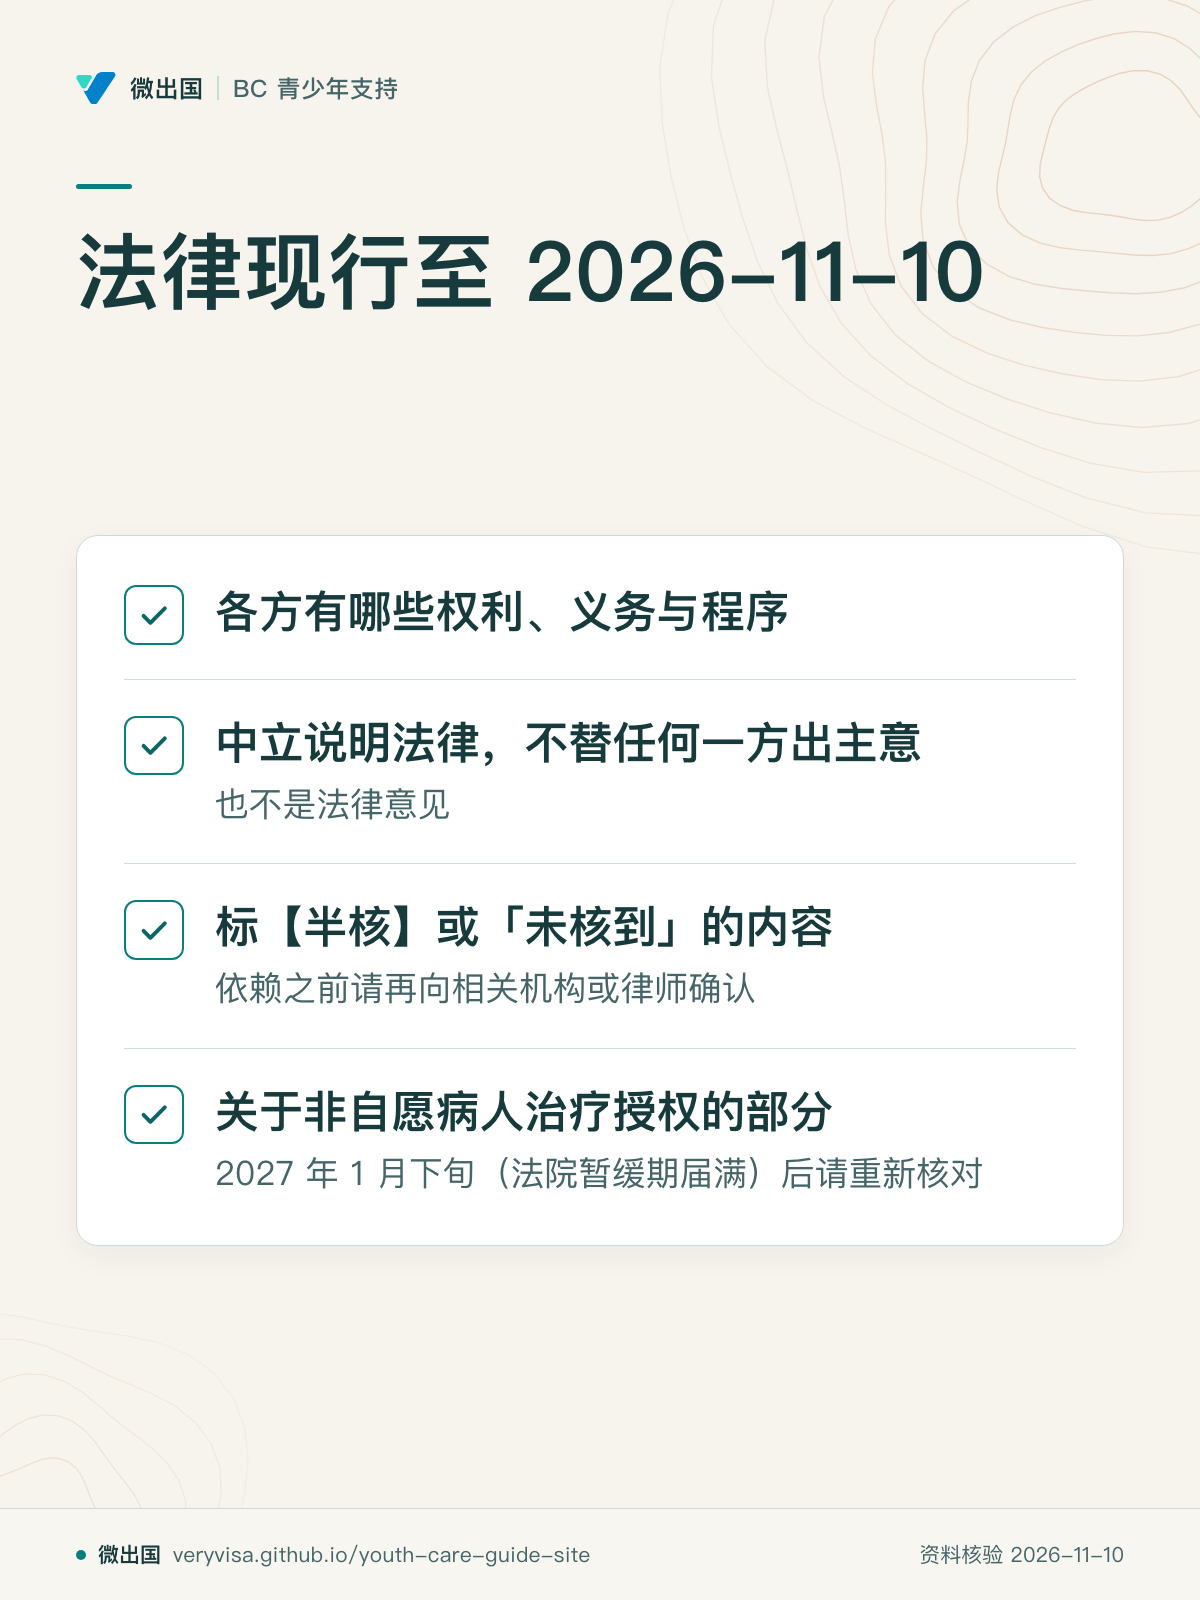 微出国 | BC 青少年支持
法律现行至 2026-11-10
各方有哪些权利、义务与程序
中立说明法律，不替任何一方出主意
也不是法律意见
标【半核】或「未核到」的内容
依赖之前请再向相关机构或律师确认
关于非自愿病人治疗授权的部分
2027 年 1 月下旬（法院暂缓期届满）后请重新核对
微出国 veryvisa.github.io/youth-care-guide-site
资料核验 2026-11-10